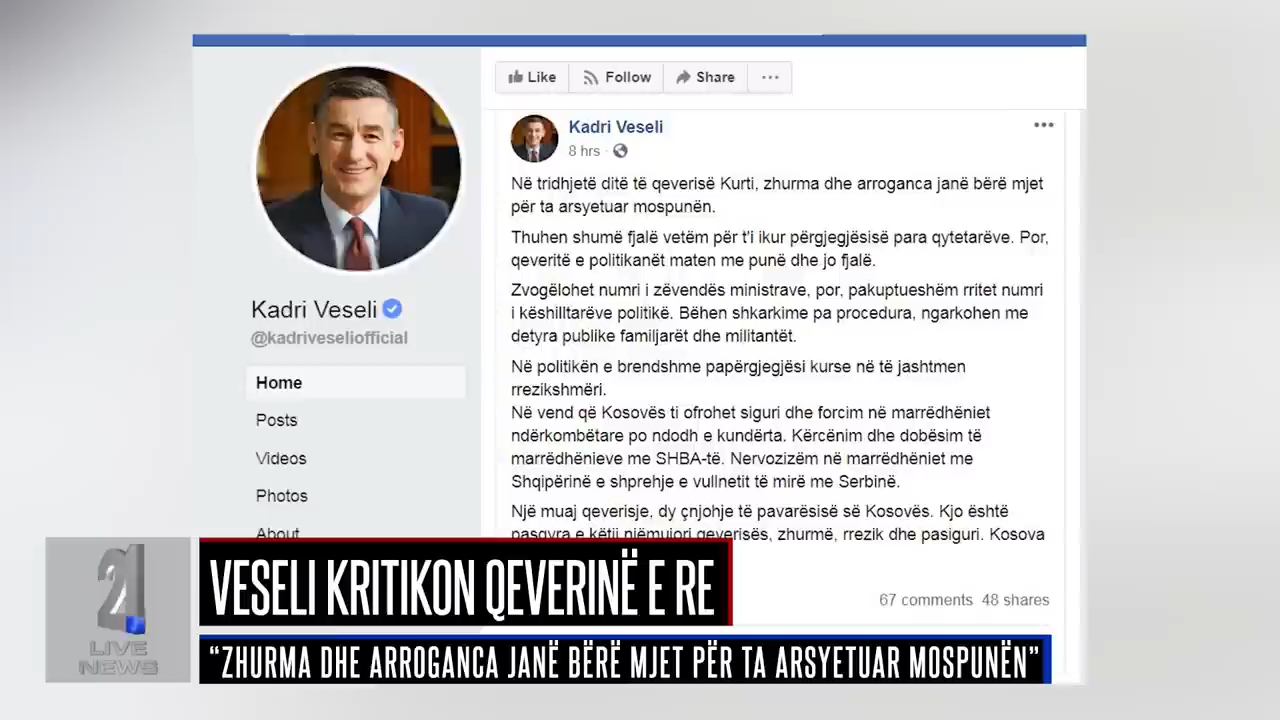 Like Follow Share ...
Kadri Veseli
8 hrs
Në tridhjetë ditë të qeverisë Kurti, zhurma dhe arroganca janë bërë mjet
për ta arsyetuar mospunën.
Thuhen shumë fjalë vetëm për t'i ikur përgjegjësisë para qytetarëve. Por,
qeveritë e politikanët maten me punë dhe jo fjalë.
Zvogëlohet numri i zëvendës ministrave, por, pakuptueshëm rritet numri
i këshilltarëve politikë. Bëhen shkarkime pa procedura, ngarkohen me
detyra publike familjarët dhe militantët.
Në politikën e brendshme papërgjegjësi kurse në të jashtmen
rrezikshmëri.
Në vend që Kosovës ti ofrohet siguri dhe forcim në marrëdhëniet
ndërkombëtare po ndodh e kundërta. Kërcënim dhe dobësim të
marrëdhënieve me SHBA-të. Nervozizëm në marrëdhëniet me
Shqipërinë e shprehje e vullnetit të mirë me Serbinë.
Një muaj qeverisje, dy çnjohje të pavarësisë së Kosovës. Kjo është
pasqyra e këtij njëmujori qeverisës, zhurmë, rrezik dhe pasiguri. Kosova
67 comments 48 shares
Kadri Veseli
@kadriveseliofficial
Home
Posts
Videos
Photos
About
21
LIVE
NEWS
VESELI KRITIKON QEVERINË E RE
“ZHURMA DHE ARROGANCA JANË BËRË MJET PËR TA ARSYETUAR MOSPUNËN”